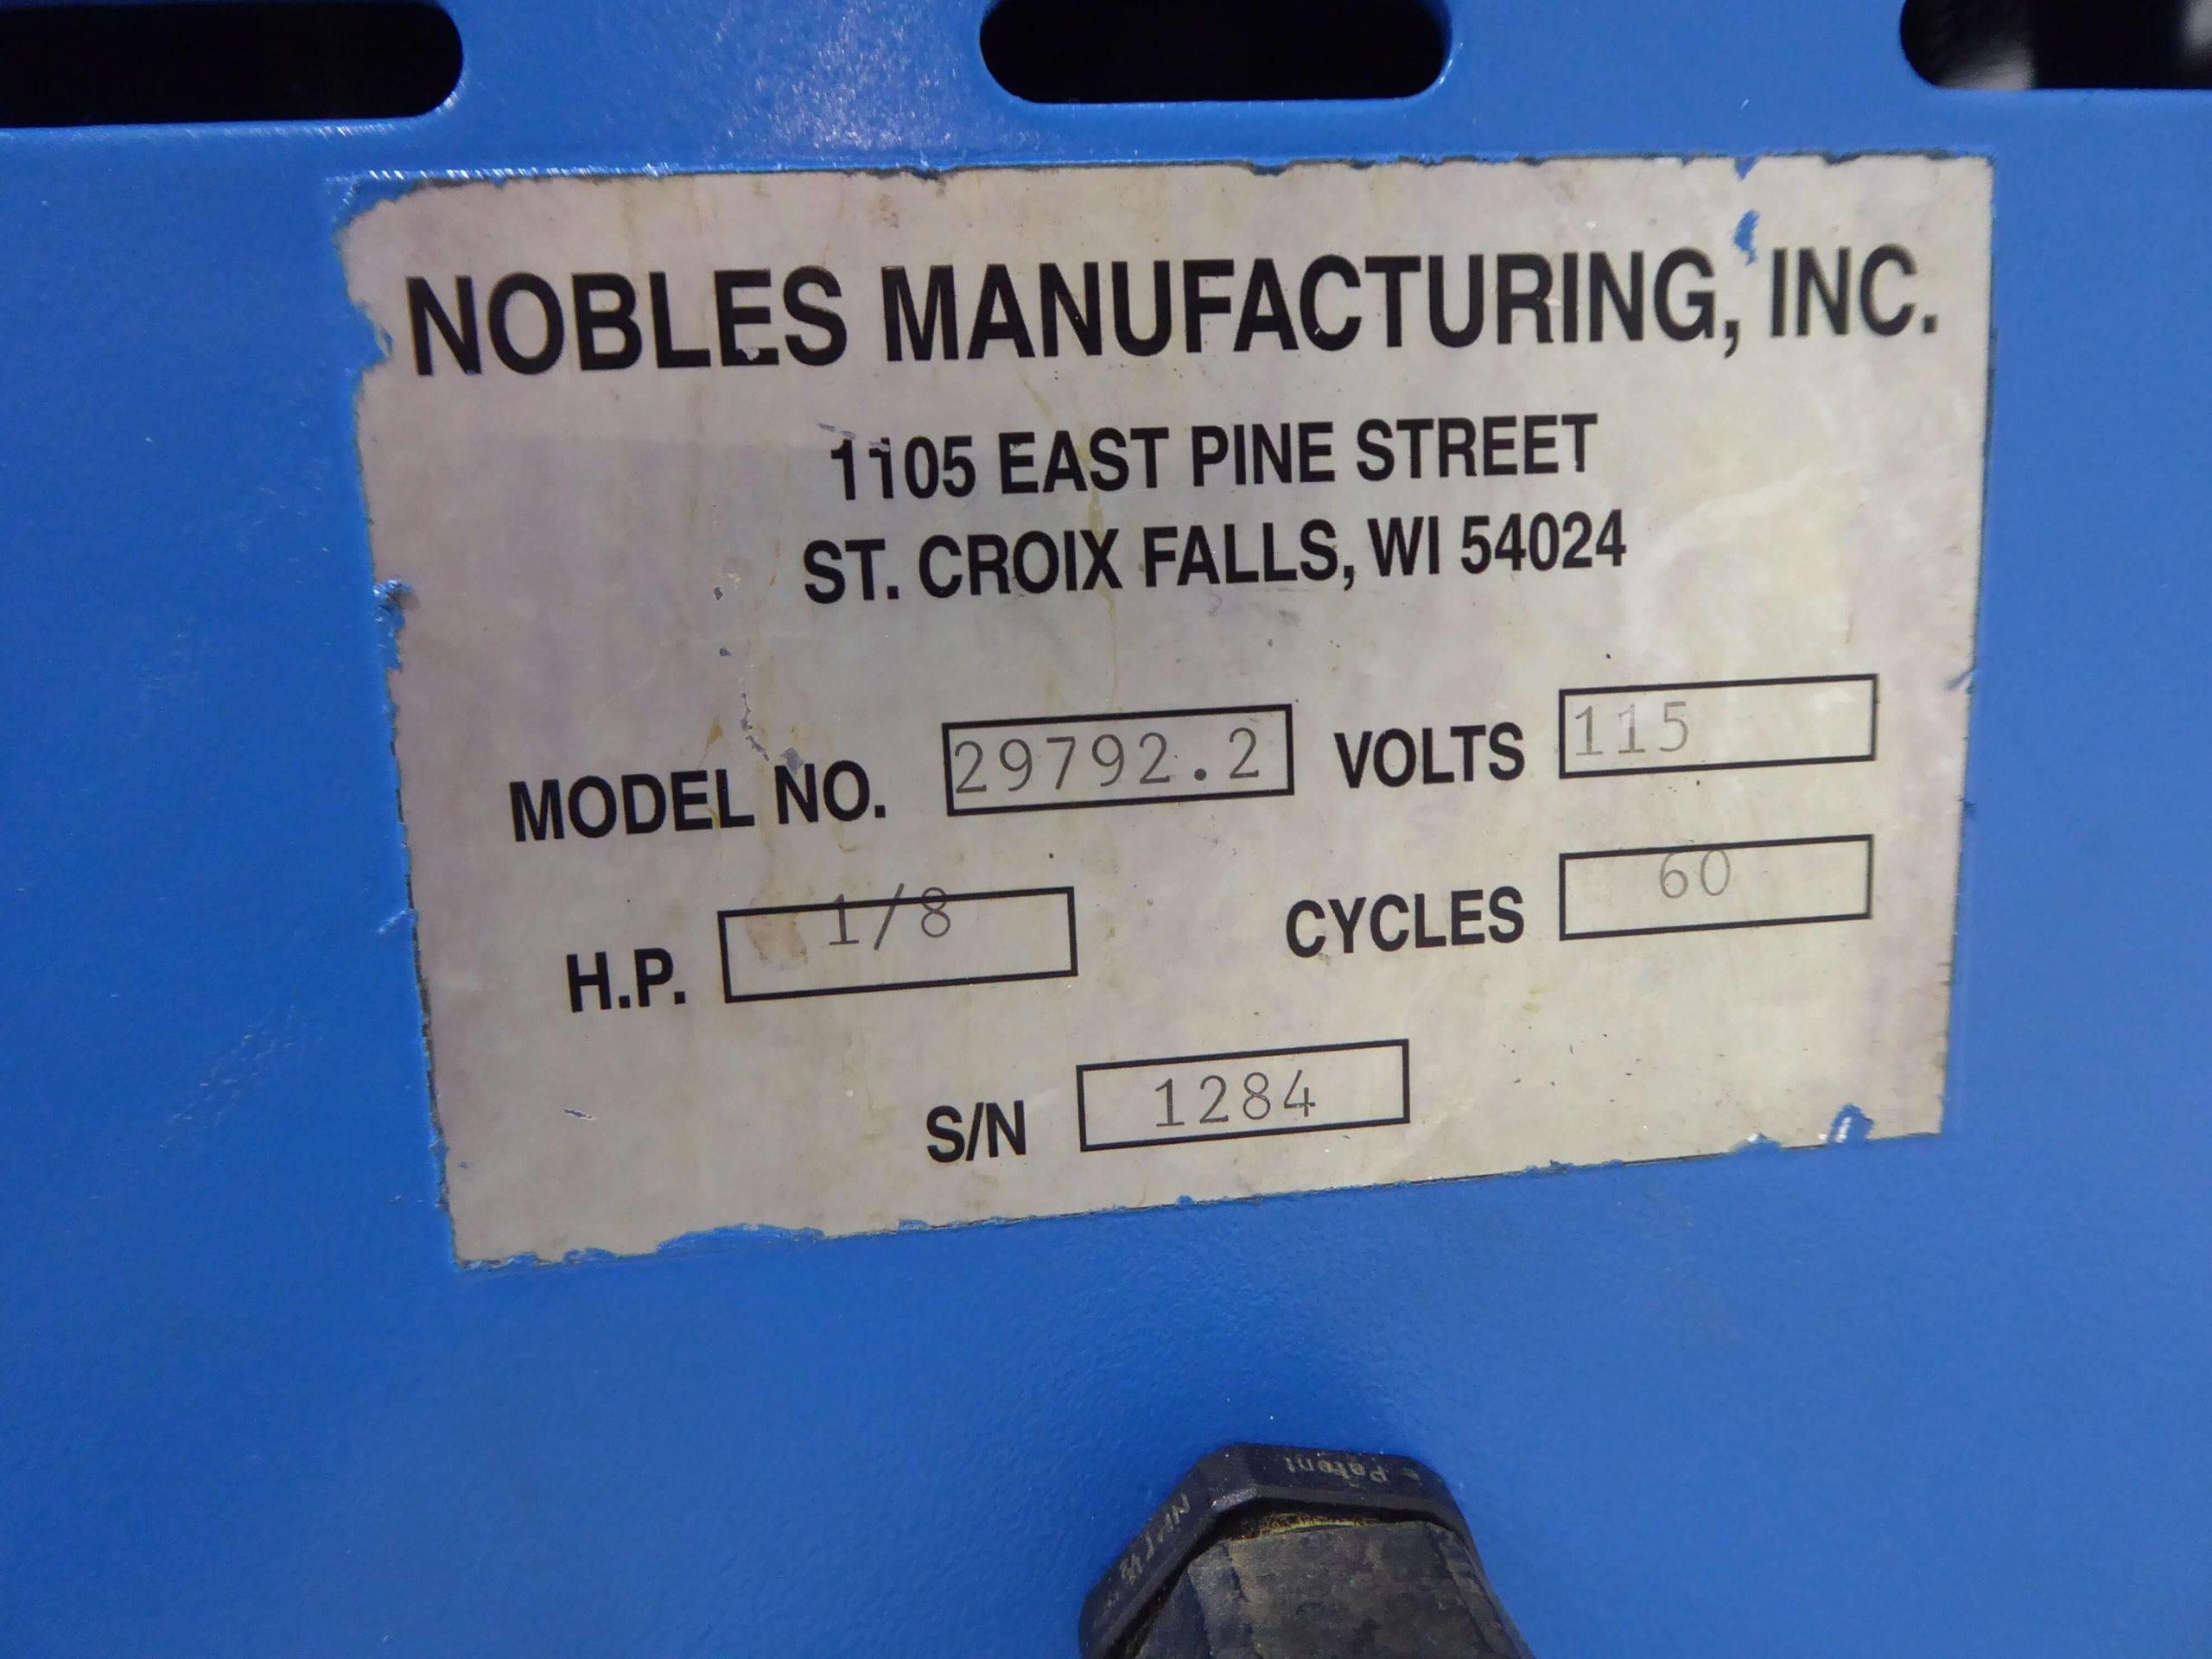 NOBLES MANUFACTURING, INC.
1105 EAST PINE STREET
ST. CROIX FALLS, WI 54024
MODEL NO. 29792.2 VOLTS 115
H.P. 1/8 CYCLES 60
S/N 1284
Patent